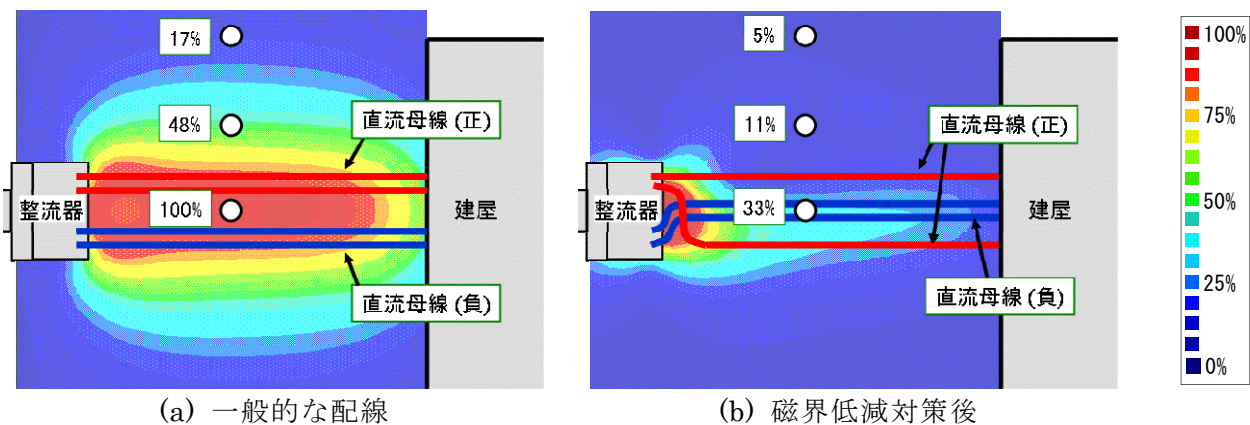 17%
48%
100%
整流器
直流母線(正)
直流母線(負)
建屋
(a) 一般的な配線
5%
11%
33%
整流器
直流母線(正)
直流母線(負)
建屋
(b) 磁界低減対策後
100%
75%
50%
25%
0%